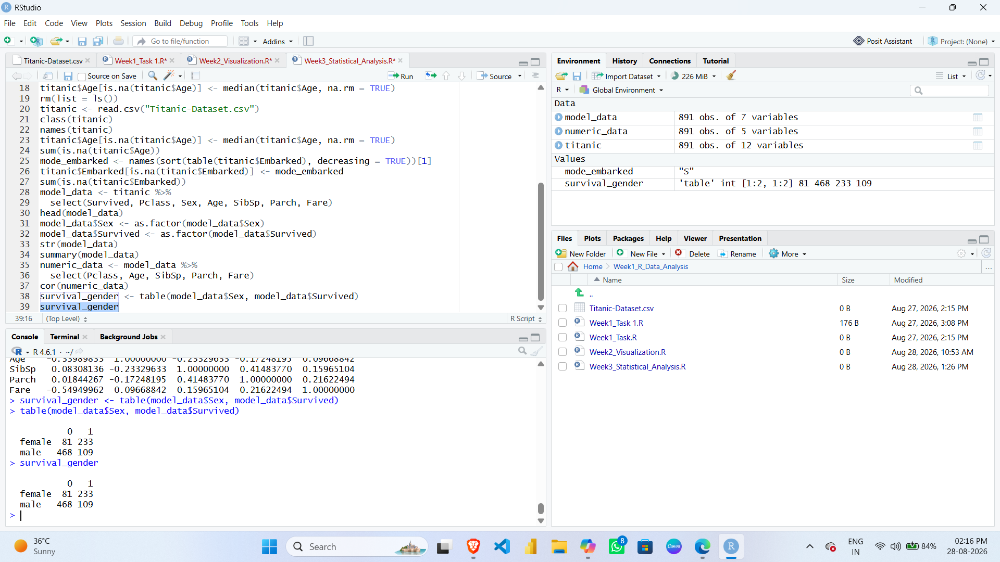 RStudio
File Edit Code View Plots Session Build Debug Profile Tools Help
Go to file/function Addins Posit Assistant Project: (None)
Titanic-Dataset.csv Week1_Task 1.R* Week2_Visualization.R* Week3_Statistical_Analysis.R*
Source on Save Run Source
18 titanic$Age[is.na(titanic$Age)] <- median(titanic$Age, na.rm = TRUE)
19 rm(list = ls())
20 titanic <- read.csv("Titanic-Dataset.csv")
21 class(titanic)
22 names(titanic)
23 titanic$Age[is.na(titanic$Age)] <- median(titanic$Age, na.rm = TRUE)
24 sum(is.na(titanic$Age))
25 mode_embarked <- names(sort(table(titanic$Embarked), decreasing = TRUE))[1]
26 titanic$Embarked[is.na(titanic$Embarked)] <- mode_embarked
27 sum(is.na(titanic$Embarked))
28 model_data <- titanic %>%
29   select(Survived, Pclass, Sex, Age, SibSp, Parch, Fare)
30 head(model_data)
31 model_data$Sex <- as.factor(model_data$Sex)
32 model_data$Survived <- as.factor(model_data$Survived)
33 str(model_data)
34 summary(model_data)
35 numeric_data <- model_data %>%
36   select(Pclass, Age, SibSp, Parch, Fare)
37 cor(numeric_data)
38 survival_gender <- table(model_data$Sex, model_data$Survived)
39 survival_gender
39:16 (Top Level) R Script
Console Terminal Background Jobs
R 4.6.1 · ~/
Age    -0.33989833  1.00000000 -0.23329633 -0.17248195  0.09668842
SibSp   0.08308136 -0.23329633  1.00000000  0.41483770  0.15965104
Parch   0.01844267 -0.17248195  0.41483770  1.00000000  0.21622494
Fare   -0.54949962  0.09668842  0.15965104  0.21622494  1.00000000
> survival_gender <- table(model_data$Sex, model_data$Survived)
> table(model_data$Sex, model_data$Survived)
0   1
female  81 233
male   468 109
> survival_gender
0   1
female  81 233
male   468 109
>
Environment History Connections Tutorial
Import Dataset 226 MiB List
R Global Environment
Data
model_data 891 obs. of 7 variables
numeric_data 891 obs. of 5 variables
titanic 891 obs. of 12 variables
Values
mode_embarked "S"
survival_gender 'table' int [1:2, 1:2] 81 468 233 109
Files Plots Packages Help Viewer Presentation
New Folder New File Delete Rename More
Home Week1_R_Data_Analysis ...
Name Size Modified
..
Titanic-Dataset.csv 0 B Aug 27, 2026, 2:15 PM
Week1_Task 1.R 176 B Aug 27, 2026, 3:08 PM
Week1_Task.R 0 B Aug 27, 2026, 2:15 PM
Week2_Visualization.R 0 B Aug 28, 2026, 10:53 AM
Week3_Statistical_Analysis.R 0 B Aug 28, 2026, 1:26 PM
36°C
Sunny
Search
Canva
8
R
ENG
IN
84%
02:16 PM
28-08-2026